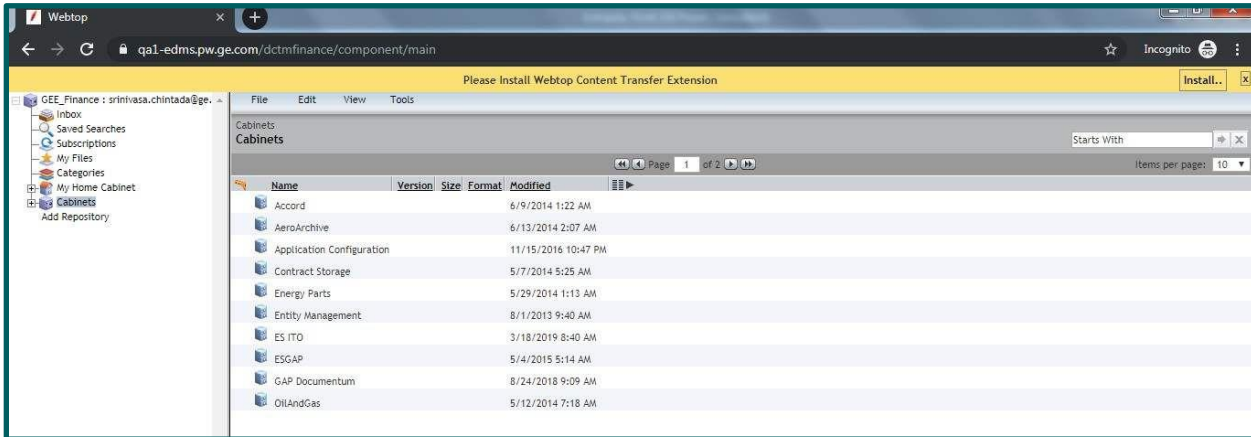 Webtop
qa1-edms.pw.ge.com/dctmfinance/component/main
Incognito
Please Install Webtop Content Transfer Extension
Install..
GEE_Finance : srinivasa.chintada@ge.
Inbox
Saved Searches
Subscriptions
My Files
Categories
My Home Cabinet
Cabinets
Add Repository
File Edit View Tools
Cabinets
Cabinets
Starts With
Page 1 of 2
Items per page: 10
Name Version Size Format Modified
Accord 6/9/2014 1:22 AM
AeroArchive 6/13/2014 2:07 AM
Application Configuration 11/15/2016 10:47 PM
Contract Storage 5/7/2014 5:25 AM
Energy Parts 5/29/2014 1:13 AM
Entity Management 8/1/2013 9:40 AM
ES ITO 3/18/2019 8:40 AM
ESGAP 5/4/2015 5:14 AM
GAP Documentum 8/24/2018 9:09 AM
OilAndGas 5/12/2014 7:18 AM